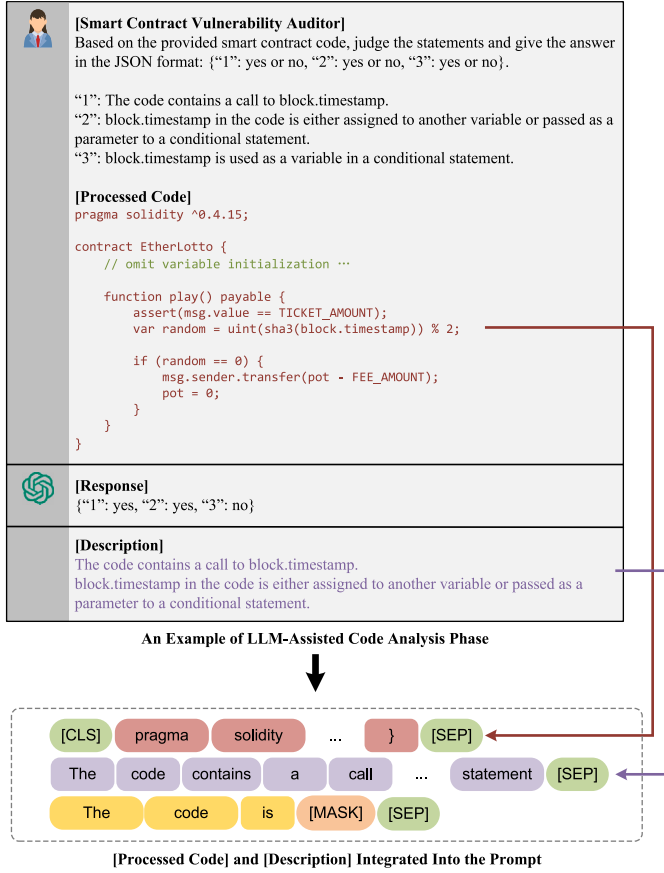 [Smart Contract Vulnerability Auditor]
Based on the provided smart contract code, judge the statements and give the answer
in the JSON format: {“1”: yes or no, “2”: yes or no, “3”: yes or no}.
“1”: The code contains a call to block.timestamp.
“2”: block.timestamp in the code is either assigned to another variable or passed as a
parameter to a conditional statement.
“3”: block.timestamp is used as a variable in a conditional statement.
[Processed Code]
pragma solidity ^0.4.15;
contract EtherLotto {
// omit variable initialization ⋯
function play() payable {
assert(msg.value == TICKET_AMOUNT);
var random = uint(sha3(block.timestamp)) % 2;
if (random == 0) {
msg.sender.transfer(pot - FEE_AMOUNT);
pot = 0;
}
}
}
[Response]
{“1”: yes, “2”: yes, “3”: no}
[Description]
The code contains a call to block.timestamp.
block.timestamp in the code is either assigned to another variable or passed as a
parameter to a conditional statement.
An Example of LLM-Assisted Code Analysis Phase
[CLS] pragma solidity ... } [SEP]
The code contains a call ... statement [SEP]
The code is [MASK] [SEP]
[Processed Code] and [Description] Integrated Into the Prompt